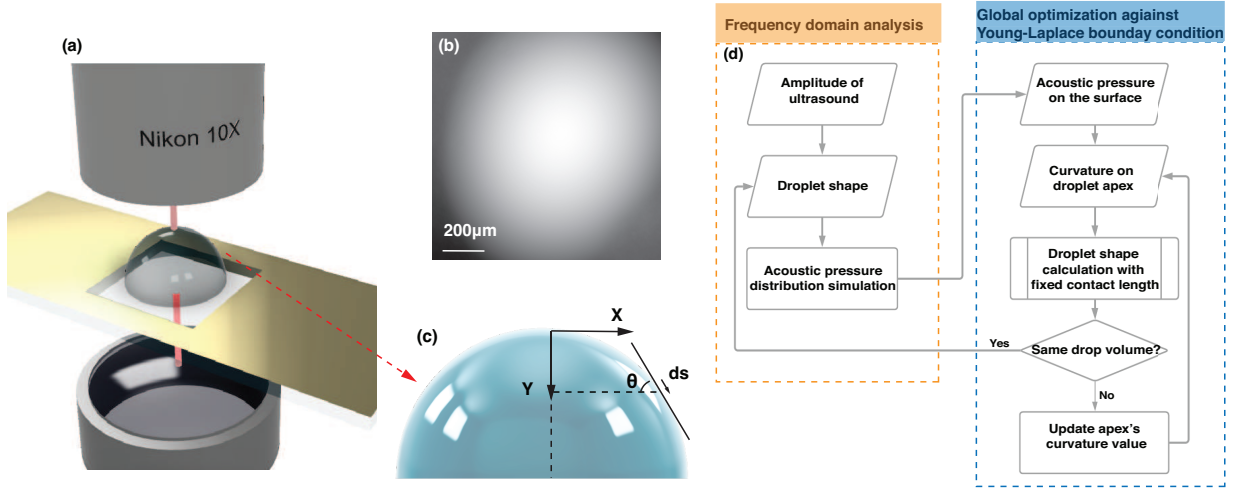 (a)
Nikon 10X
(b)
200µm
(c)
X
Y
θ
ds
Frequency domain analysis
(d)
Amplitude of
ultrasound
Droplet shape
Acoustic pressure
distribution simulation
Global optimization agiainst
Young-Laplace bounday condition
Acoustic pressure
on the surface
Curvature on
droplet apex
Droplet shape
calculation with
fixed contact length
Yes
Same drop volume?
No
Update apex's
curvature value